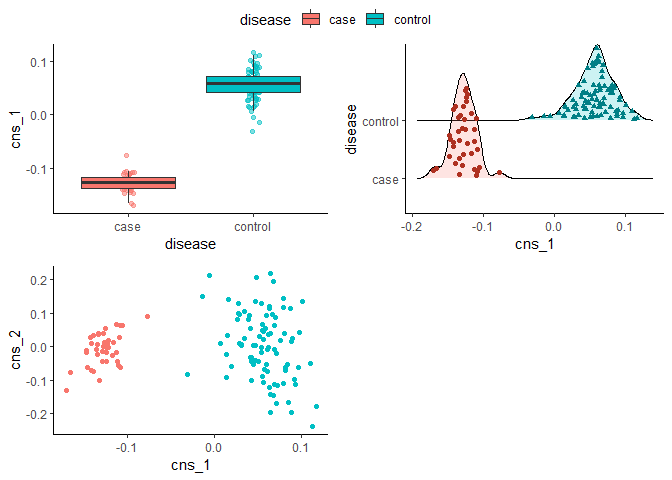 disease case control
cns_1
0.1
0.0
-0.1
case control
disease
disease
control
case
-0.2 -0.1 0.0 0.1
cns_1
cns_2
0.2
0.1
0.0
-0.1
-0.2
-0.1 0.0 0.1
cns_1